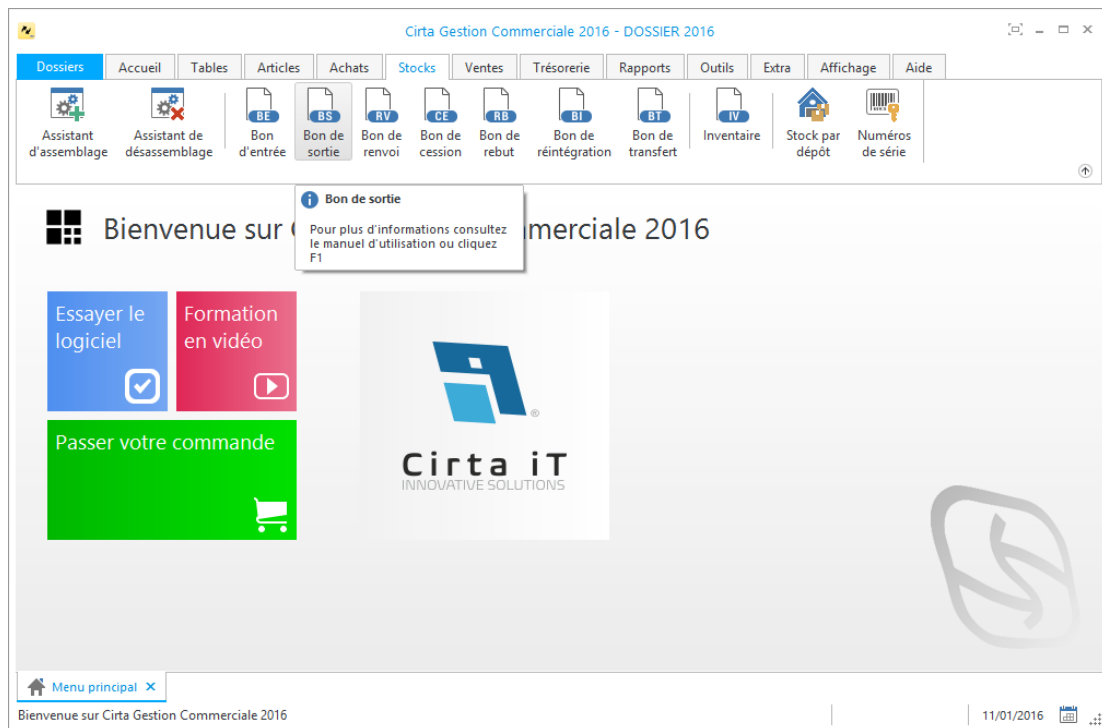 Cirta Gestion Commerciale 2016 - DOSSIER 2016
Dossiers Accueil Tables Articles Achats Stocks Ventes Trésorerie Rapports Outils Extra Affichage Aide
BE BS RV CE RB BI BT IV
Assistant d'assemblage
Assistant de désassemblage
Bon d'entrée
Bon de sortie
Bon de renvoi
Bon de cession
Bon de rebut
Bon de réintégration
Bon de transfert
Inventaire
Stock par dépôt
Numéros de série
Bon de sortie
Pour plus d'informations consultez
le manuel d'utilisation ou cliquez
F1
Bienvenue sur merciale 2016
Essayer le
logiciel
Formation
en vidéo
Passer votre commande
Cirta iT
INNOVATIVE SOLUTIONS
Menu principal
Bienvenue sur Cirta Gestion Commerciale 2016
11/01/2016